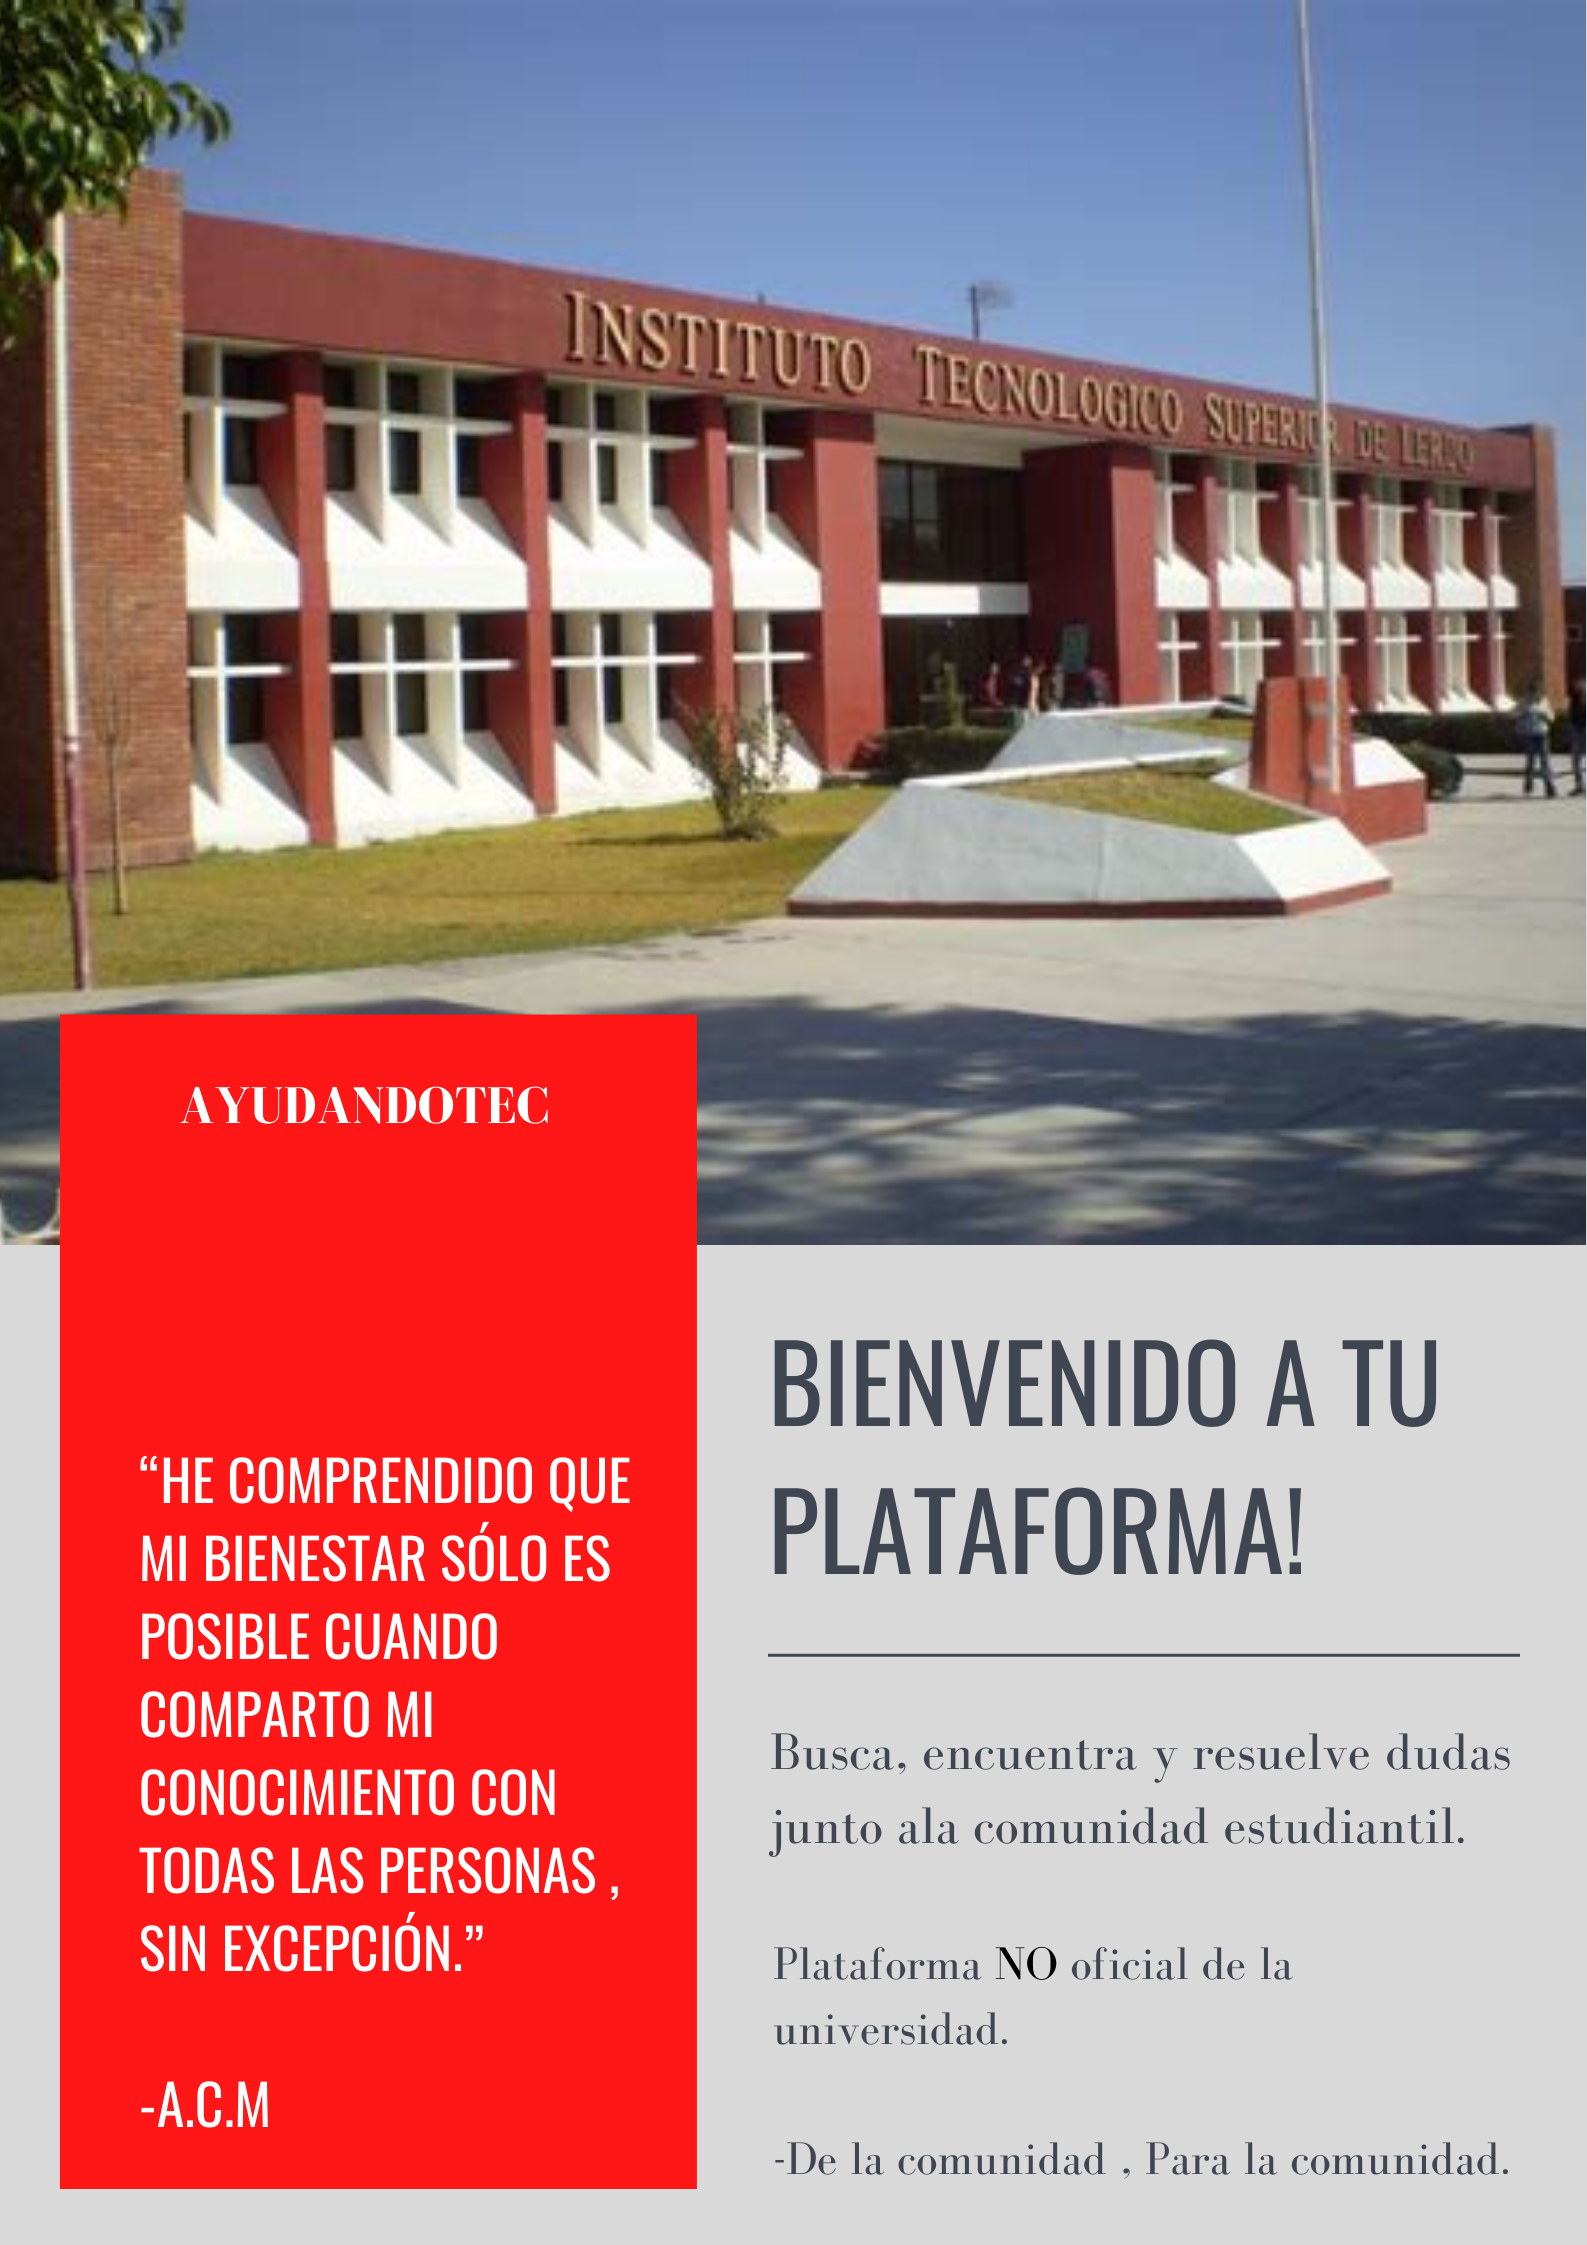 INSTITUTO TECNOLOGICO SUPERIOR DE LERDO
AYUDANDOTEC
“HE COMPRENDIDO QUE
MI BIENESTAR SÓLO ES
POSIBLE CUANDO
COMPARTO MI
CONOCIMIENTO CON
TODAS LAS PERSONAS ,
SIN EXCEPCIÓN.”
-A.C.M
BIENVENIDO A TU
PLATAFORMA!
Busca, encuentra y resuelve dudas
junto ala comunidad estudiantil.
Plataforma NO oficial de la
universidad.
-De la comunidad , Para la comunidad.